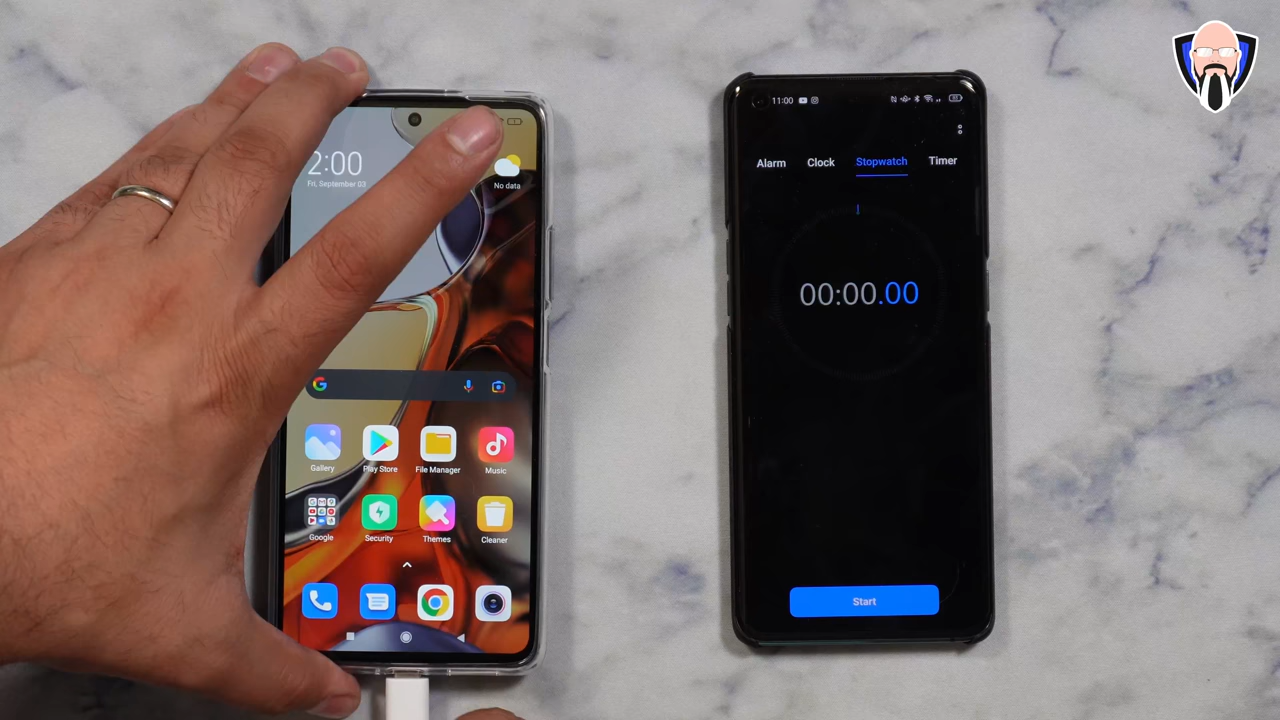 2:00
Fri, September 03
No data
Gallery
Play Store
File Manager
Music
Google
Security
Themes
Cleaner
11:00
Alarm Clock Stopwatch Timer
00:00.00
Start